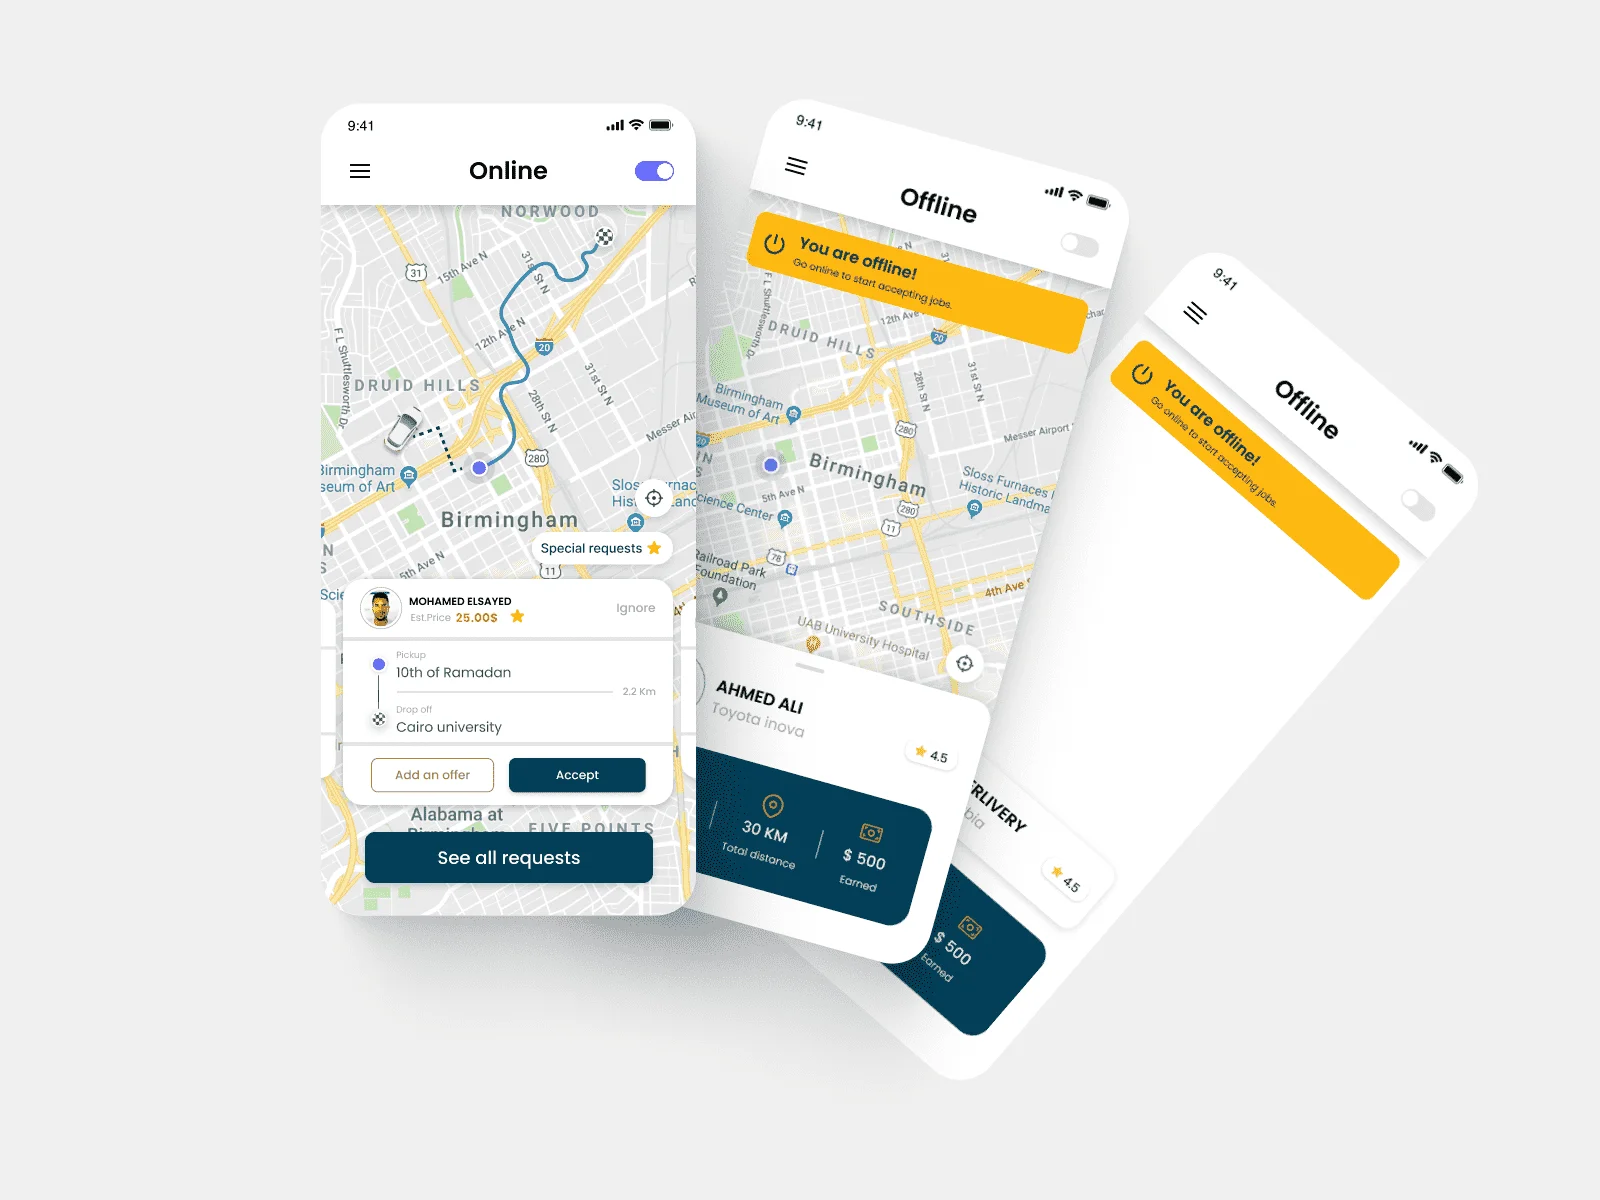 9:41
Online
NORWOOD
31
15th Ave N
31st St N
12th Ave N
20
F L Shuttlesworth Dr
31st St N
DRUID HILLS
28th St N
Messer Air
280
Birmingham
seum of Art
Birmingham
Special requests
5th Ave N
11
MOHAMED ELSAYED
Est.Price 25.00$
Ignore
Pickup
10th of Ramadan
2.2 Km
Drop off
Cairo university
Add an offer
Accept
Alabama at
FIVE POINTS
See all requests
9:41
Offline
You are offline!
Go online to start accepting jobs.
12th Ave
20
DRUID HILLS
31st St N
28th St N
Birmingham
Museum of Art
280
Messer Airport
Birmingham
5th Ave N
Sloss Furnaces
Historic Landma
Science Center
280
11
78
Railroad Park
Foundation
4th Ave S
SOUTHSIDE
UAB University Hospital
AHMED ALI
Toyota inova
4.5
30 KM
Total distance
$ 500
Earned
9:41
Offline
You are offline!
Go online to start accepting jobs.
ERLIVERY
bia
4.5
$ 500
Earned